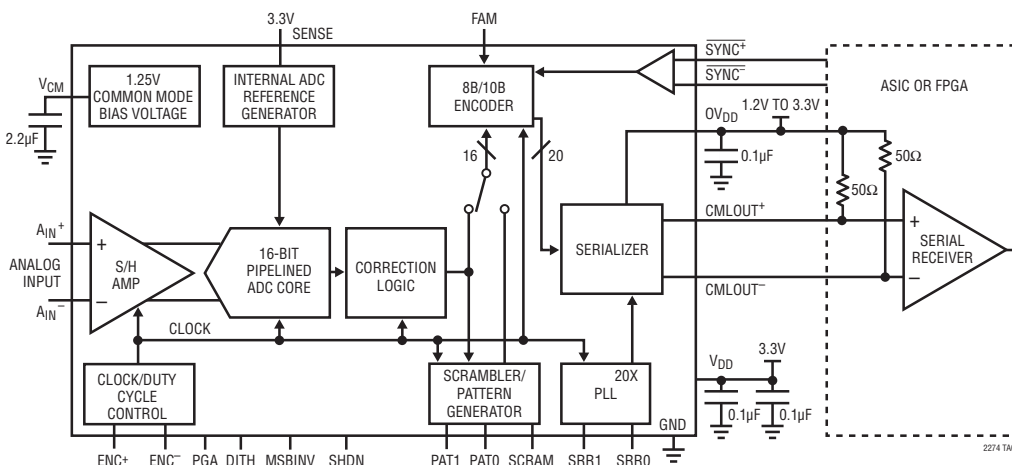 3.3V
SENSE
FAM
SYNC+
SYNC–
ASIC OR FPGA
VCM
2.2µF
1.25V
COMMON MODE
BIAS VOLTAGE
INTERNAL ADC
REFERENCE
GENERATOR
8B/10B
ENCODER
16
20
OVDD
1.2V TO 3.3V
0.1µF
50Ω
50Ω
AIN+
ANALOG
INPUT
AIN–
+
–
S/H
AMP
16-BIT
PIPELINED
ADC CORE
CORRECTION
LOGIC
SERIALIZER
CMLOUT+
CMLOUT–
+
–
SERIAL
RECEIVER
CLOCK
CLOCK/DUTY
CYCLE
CONTROL
SCRAMBLER/
PATTERN
GENERATOR
20X
PLL
VDD
3.3V
0.1µF
0.1µF
GND
ENC+
ENC–
PGA
DITH
MSBINV
SHDN
PAT1
PAT0
SCRAM
SRR1
SRR0
2274